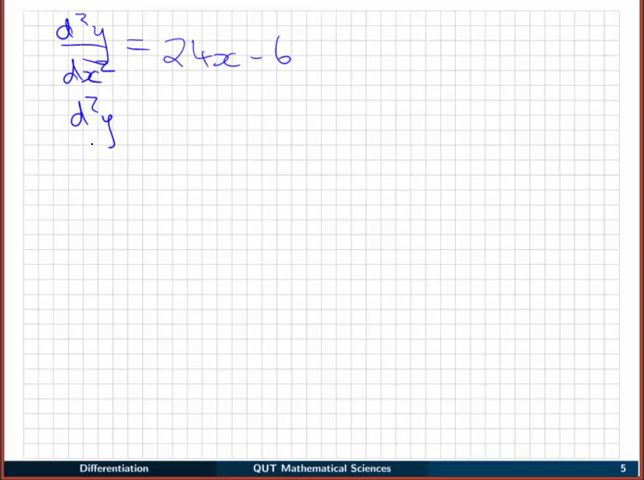 d²y/dx² = 24x - 6
d²y
Differentiation QUT Mathematical Sciences 5